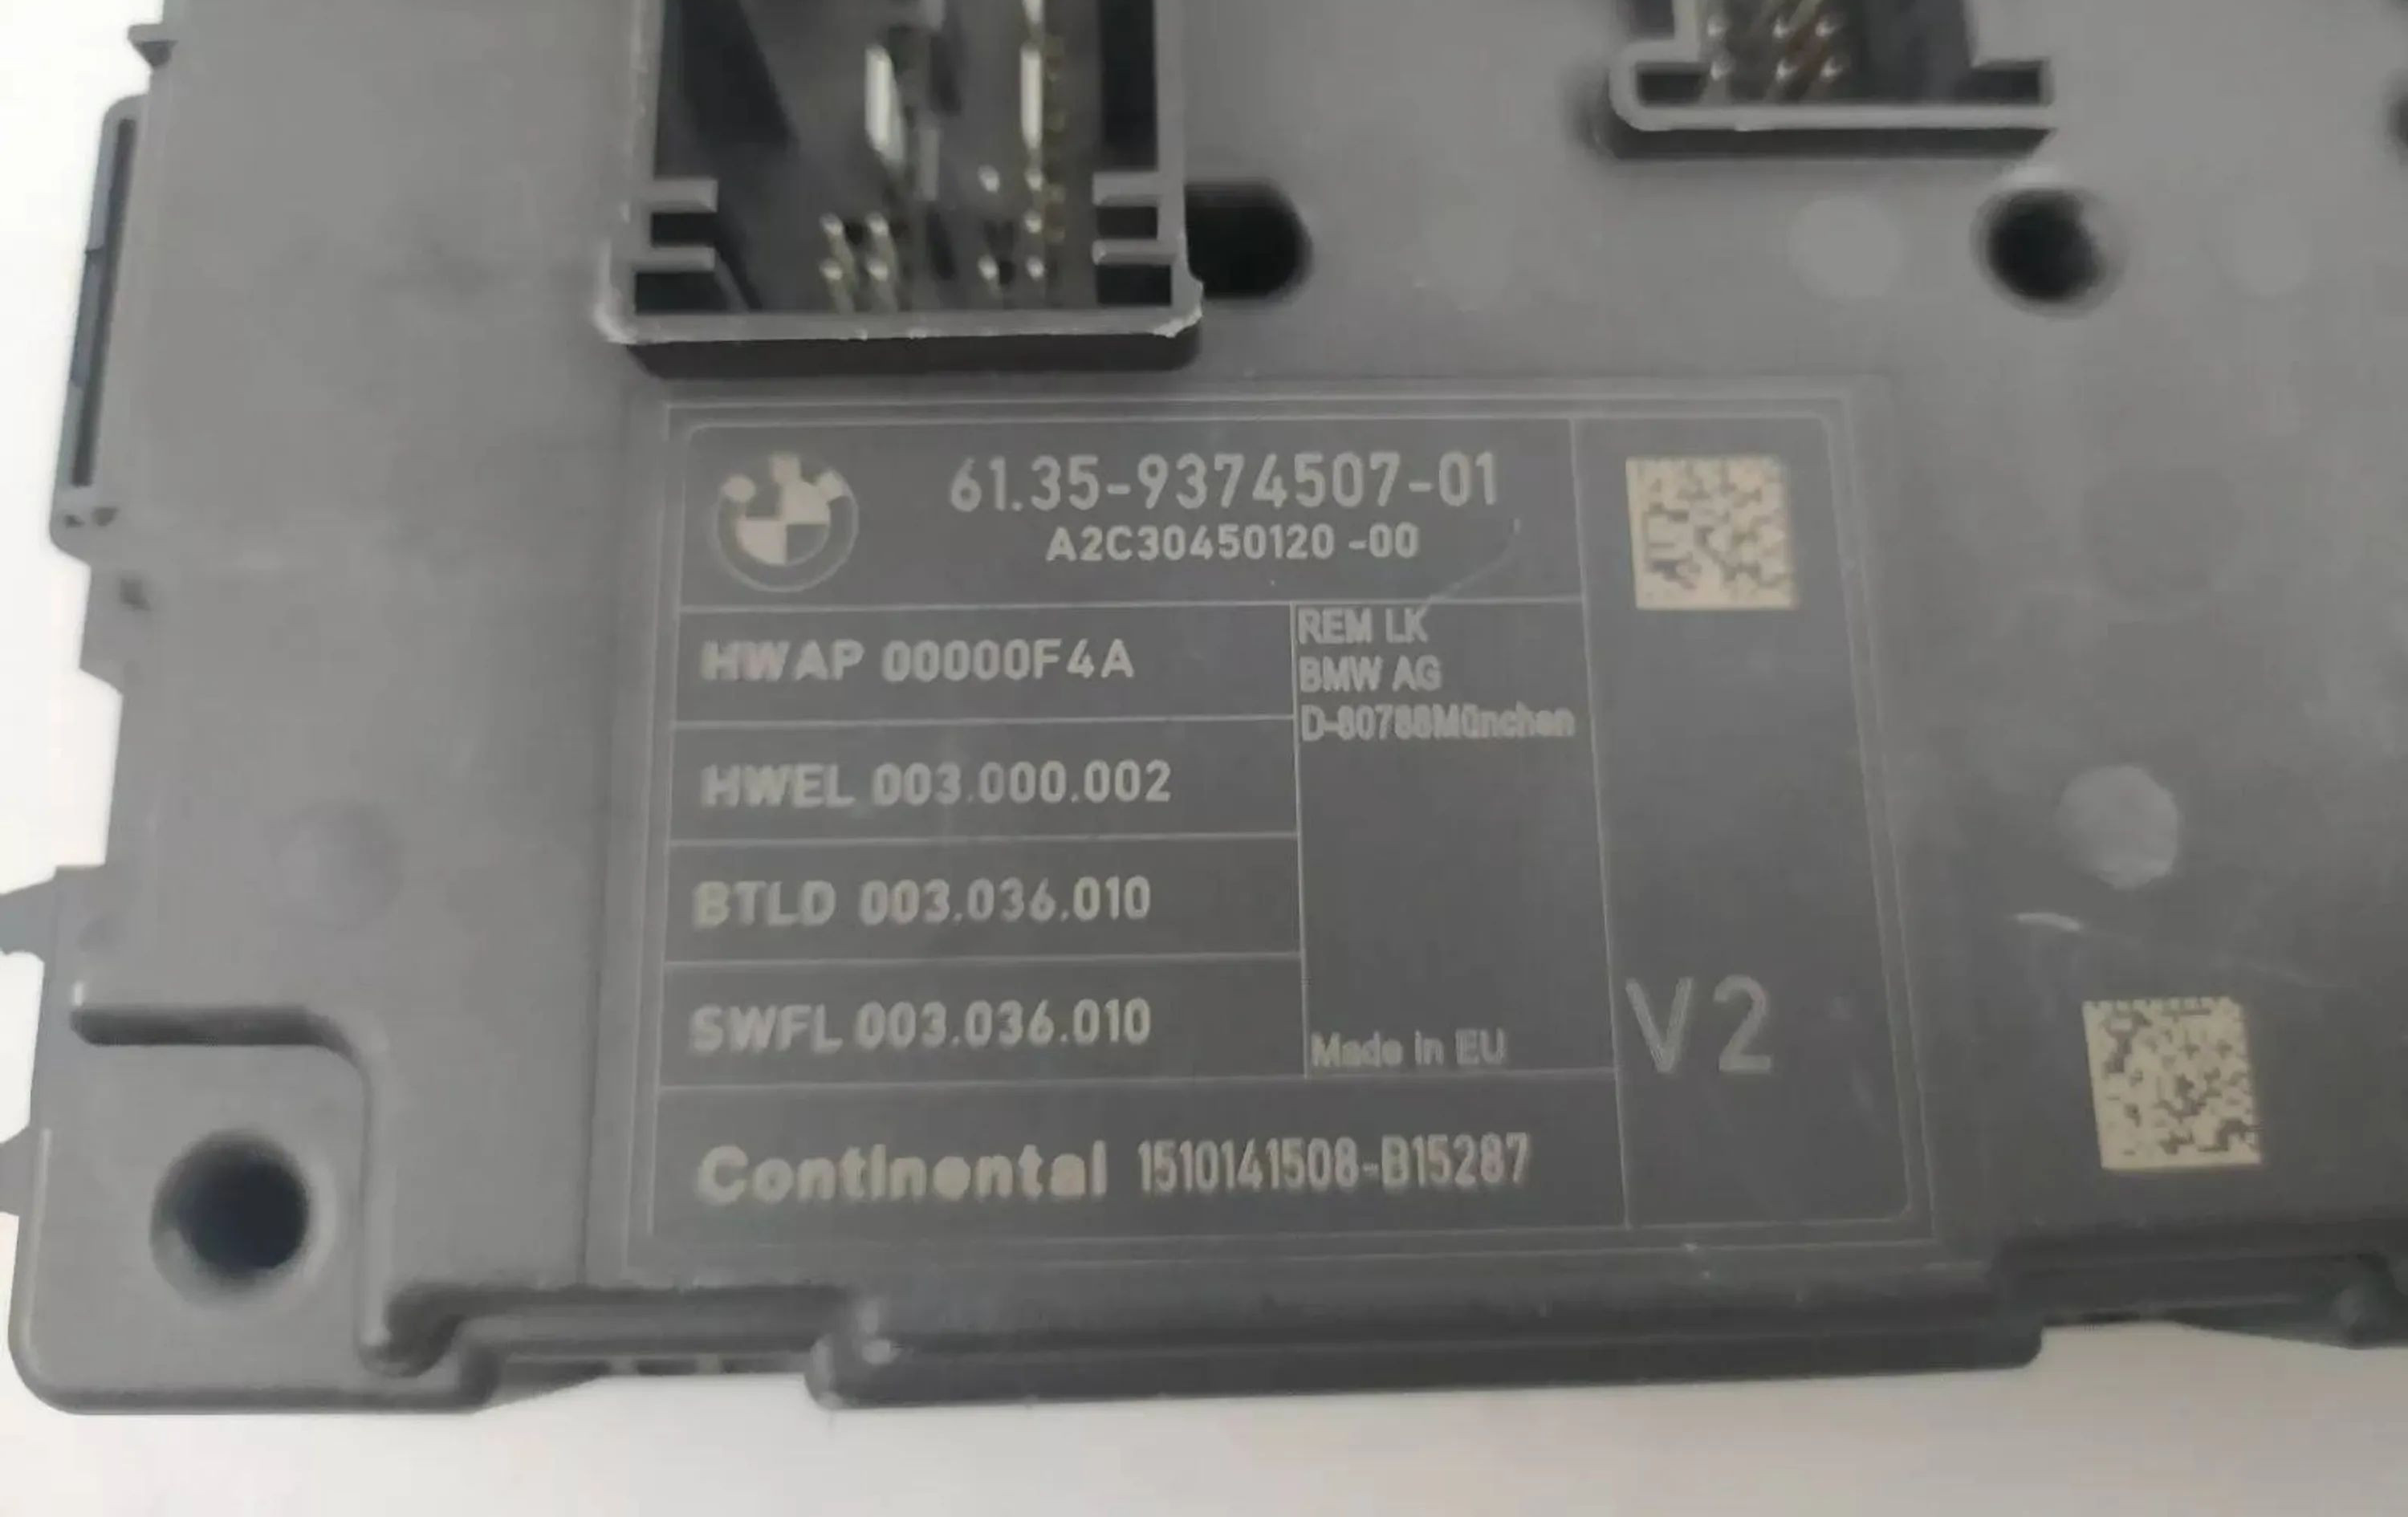 61.35-9374507-01
A2C30450120 -00
HWAP 00000F4A
REM LK
BMW AG
D-80788München
HWEL 003.000.002
BTLD 003.036.010
SWFL 003.036.010
Made in EU
V2
Continental 1510141508-B15287